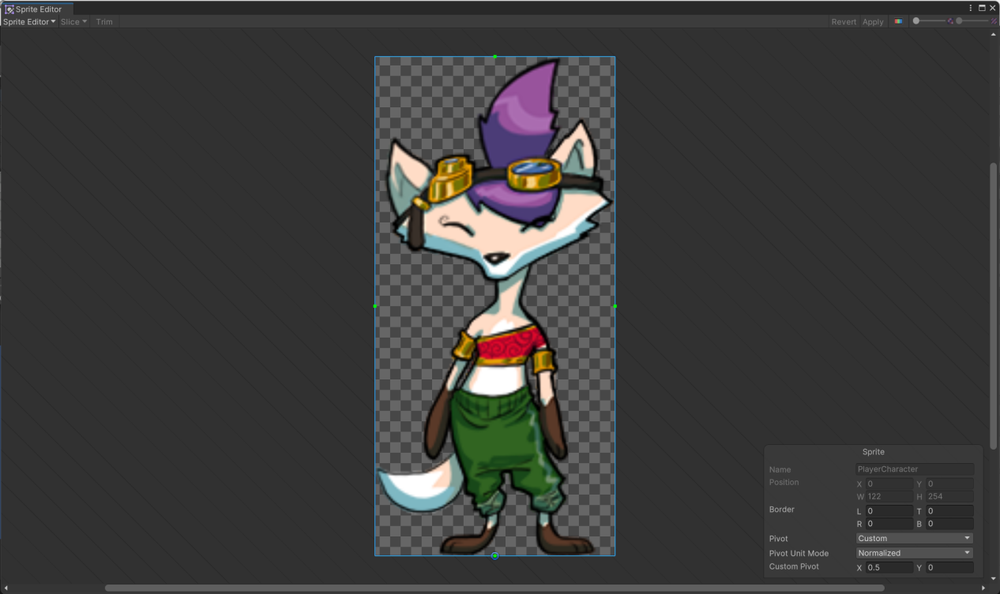 Sprite Editor
Sprite Editor Slice Trim Revert Apply
Sprite
Name PlayerCharacter
Position X 0 Y 0
W 122 H 254
Border L 0 T 0
R 0 B 0
Pivot Custom
Pivot Unit Mode Normalized
Custom Pivot X 0.5 Y 0